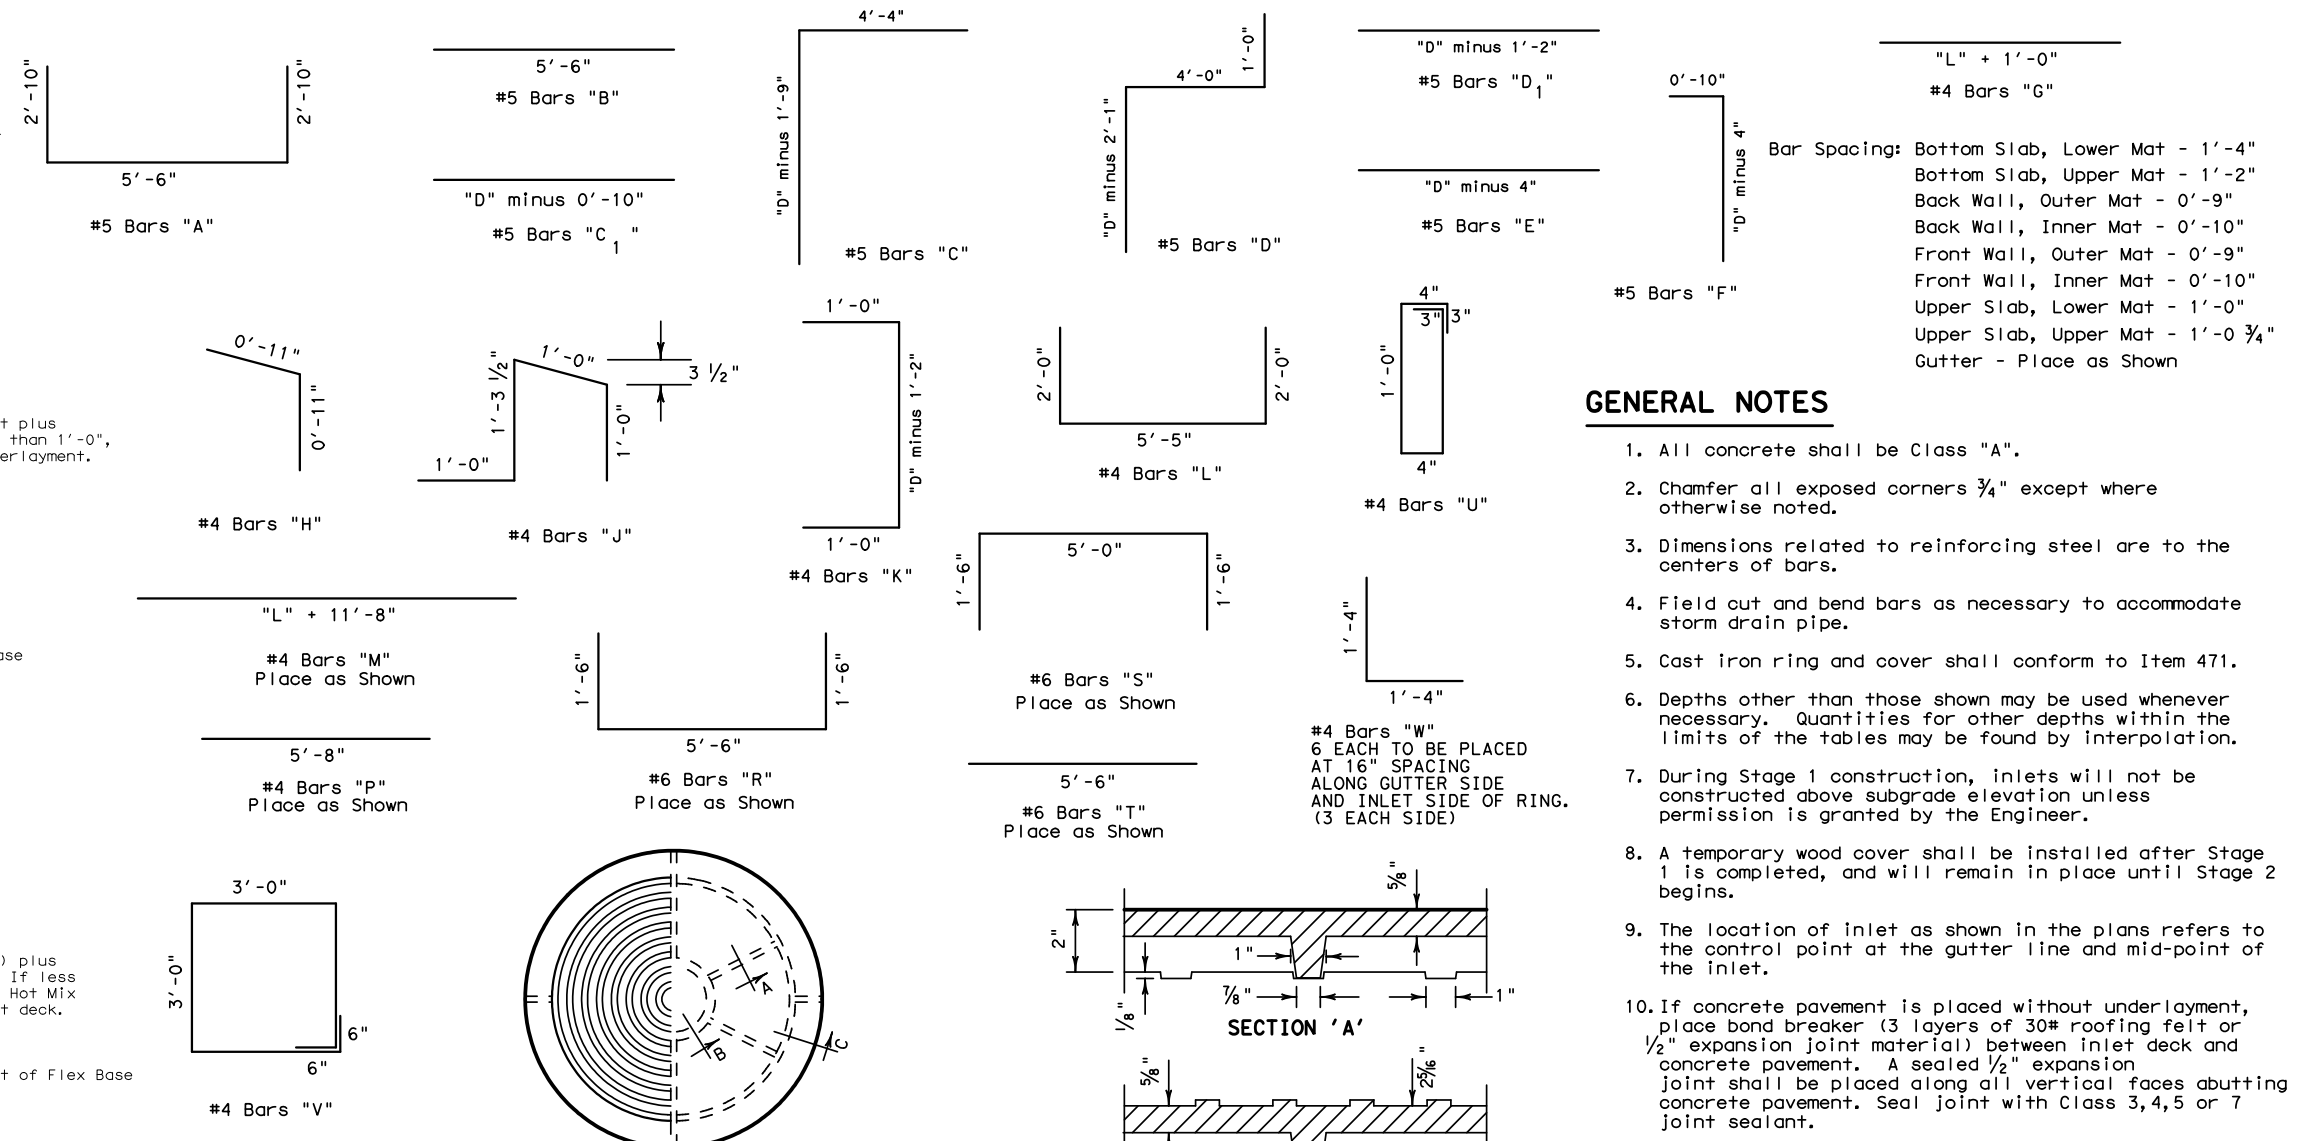 2'-10"
2'-10"
5'-6"
#5 Bars "A"
5'-6"
#5 Bars "B"
"D" minus 0'-10"
#5 Bars "C1"
4'-4"
"D" minus 1'-9"
#5 Bars "C"
1'-0"
4'-0"
"D" minus 2'-1"
#5 Bars "D"
"D" minus 1'-2"
#5 Bars "D1"
"D" minus 4"
#5 Bars "E"
0'-10"
"D" minus 4"
#5 Bars "F"
"L" + 1'-0"
#4 Bars "G"
Bar Spacing: Bottom Slab, Lower Mat - 1'-4"
Bottom Slab, Upper Mat - 1'-2"
Back Wall, Outer Mat - 0'-9"
Back Wall, Inner Mat - 0'-10"
Front Wall, Outer Mat - 0'-9"
Front Wall, Inner Mat - 0'-10"
Upper Slab, Lower Mat - 1'-0"
Upper Slab, Upper Mat - 1'-0 ¾"
Gutter - Place as Shown
t plus
than 1'-0",
erlayment.
0'-11"
0'-11"
#4 Bars "H"
1'-0"
3 ½"
1'-3 ½"
1'-0"
1'-0"
#4 Bars "J"
1'-0"
"D" minus 1'-2"
1'-0"
#4 Bars "K"
2'-0"
2'-0"
5'-5"
#4 Bars "L"
4"
3"
3"
1'-0"
4"
#4 Bars "U"
"L" + 11'-8"
#4 Bars "M"
Place as Shown
ase
5'-8"
#4 Bars "P"
Place as Shown
1'-6"
1'-6"
5'-6"
#6 Bars "R"
Place as Shown
5'-0"
1'-6"
1'-6"
#6 Bars "S"
Place as Shown
5'-6"
#6 Bars "T"
Place as Shown
1'-4"
1'-4"
#4 Bars "W"
6 EACH TO BE PLACED
AT 16" SPACING
ALONG GUTTER SIDE
AND INLET SIDE OF RING.
(3 EACH SIDE)
) plus
If less
Hot Mix
t deck.
t of Flex Base
3'-0"
3'-0"
6"
6"
#4 Bars "V"
A
B
C
2"
⅝"
1"
⅞"
1"
⅛"
SECTION 'A'
⅝"
2 5/16"
GENERAL NOTES
1. All concrete shall be Class "A".
2. Chamfer all exposed corners ¾" except where
otherwise noted.
3. Dimensions related to reinforcing steel are to the
centers of bars.
4. Field cut and bend bars as necessary to accommodate
storm drain pipe.
5. Cast iron ring and cover shall conform to Item 471.
6. Depths other than those shown may be used whenever
necessary. Quantities for other depths within the
limits of the tables may be found by interpolation.
7. During Stage 1 construction, inlets will not be
constructed above subgrade elevation unless
permission is granted by the Engineer.
8. A temporary wood cover shall be installed after Stage
1 is completed, and will remain in place until Stage 2
begins.
9. The location of inlet as shown in the plans refers to
the control point at the gutter line and mid-point of
the inlet.
10. If concrete pavement is placed without underlayment,
place bond breaker (3 layers of 30# roofing felt or
½" expansion joint material) between inlet deck and
concrete pavement. A sealed ½" expansion
joint shall be placed along all vertical faces abutting
concrete pavement. Seal joint with Class 3,4,5 or 7
joint sealant.